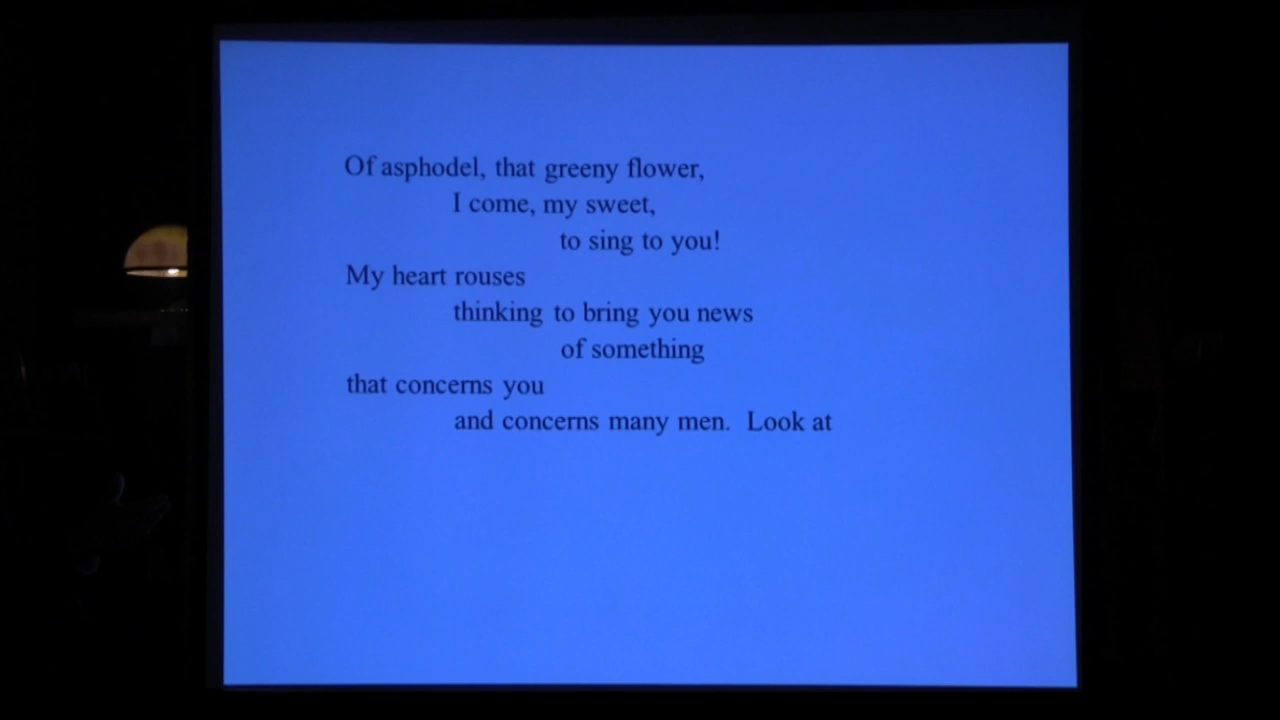 Of asphodel, that greeny flower,
I come, my sweet,
to sing to you!
My heart rouses
thinking to bring you news
of something
that concerns you
and concerns many men. Look at